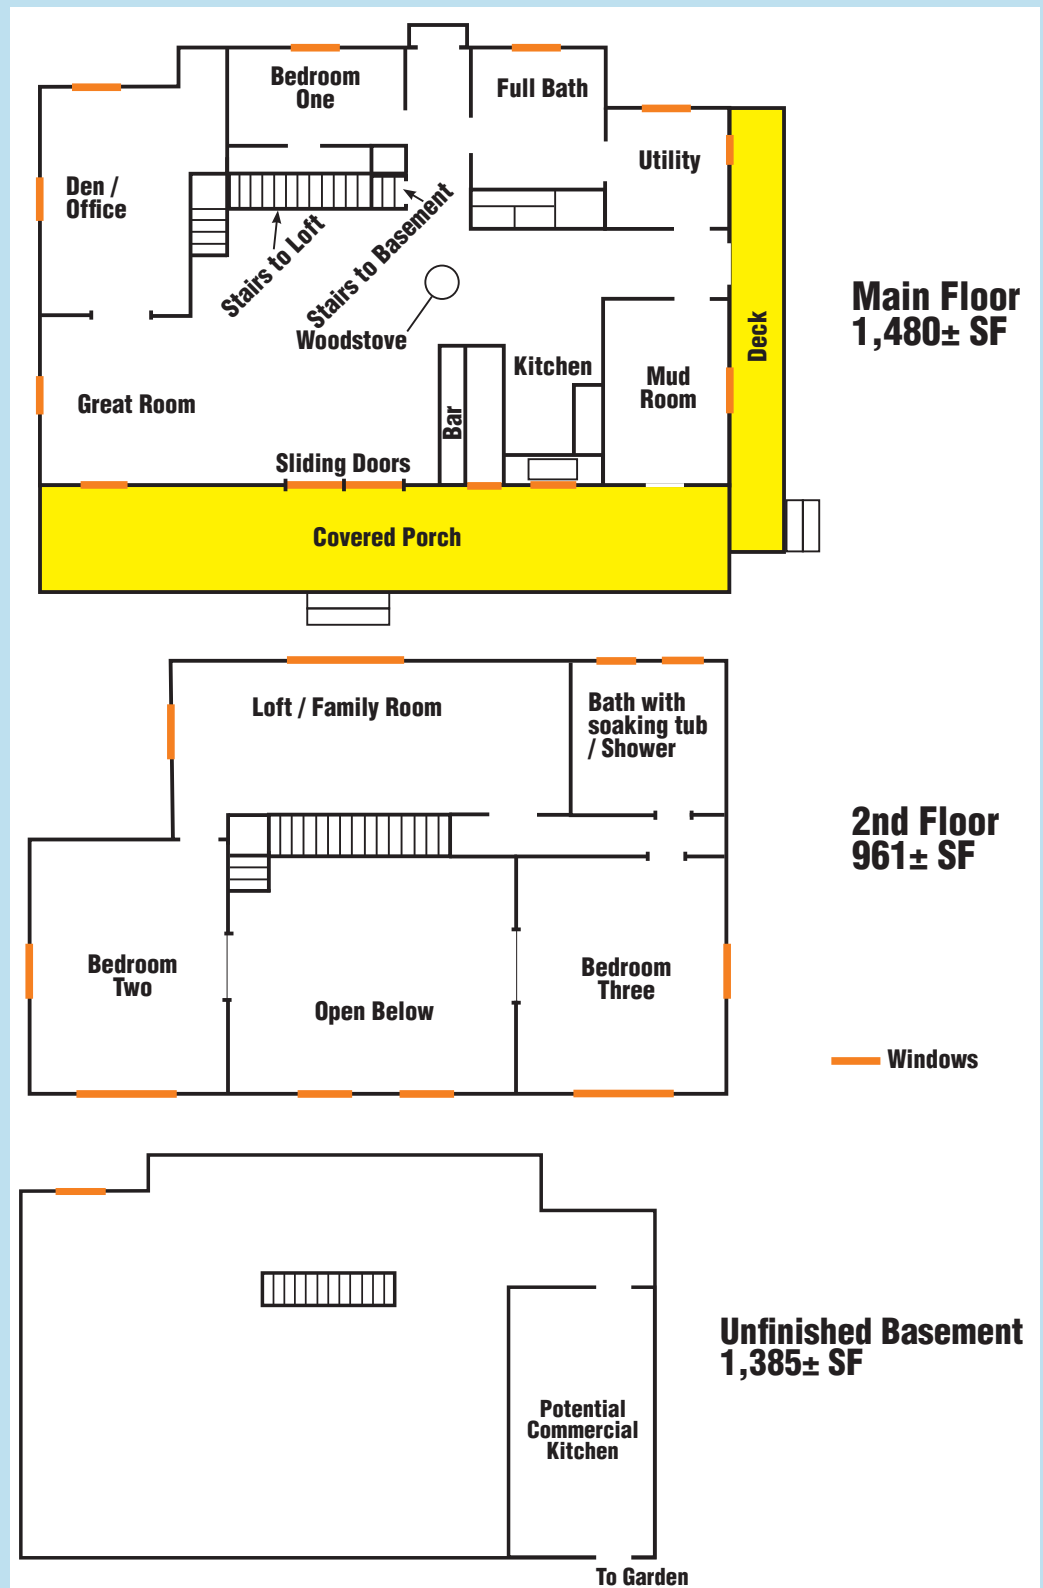 Bedroom
One
Full Bath
Utility
Den /
Office
Stairs to Loft
Stairs to Basement
Woodstove
Main Floor
1,480± SF
Deck
Kitchen
Mud
Room
Great Room
Bar
Sliding Doors
Covered Porch
Loft / Family Room
Bath with
soaking tub
/ Shower
2nd Floor
961± SF
Bedroom
Two
Bedroom
Three
Open Below
Windows
Unfinished Basement
1,385± SF
Potential
Commercial
Kitchen
To Garden